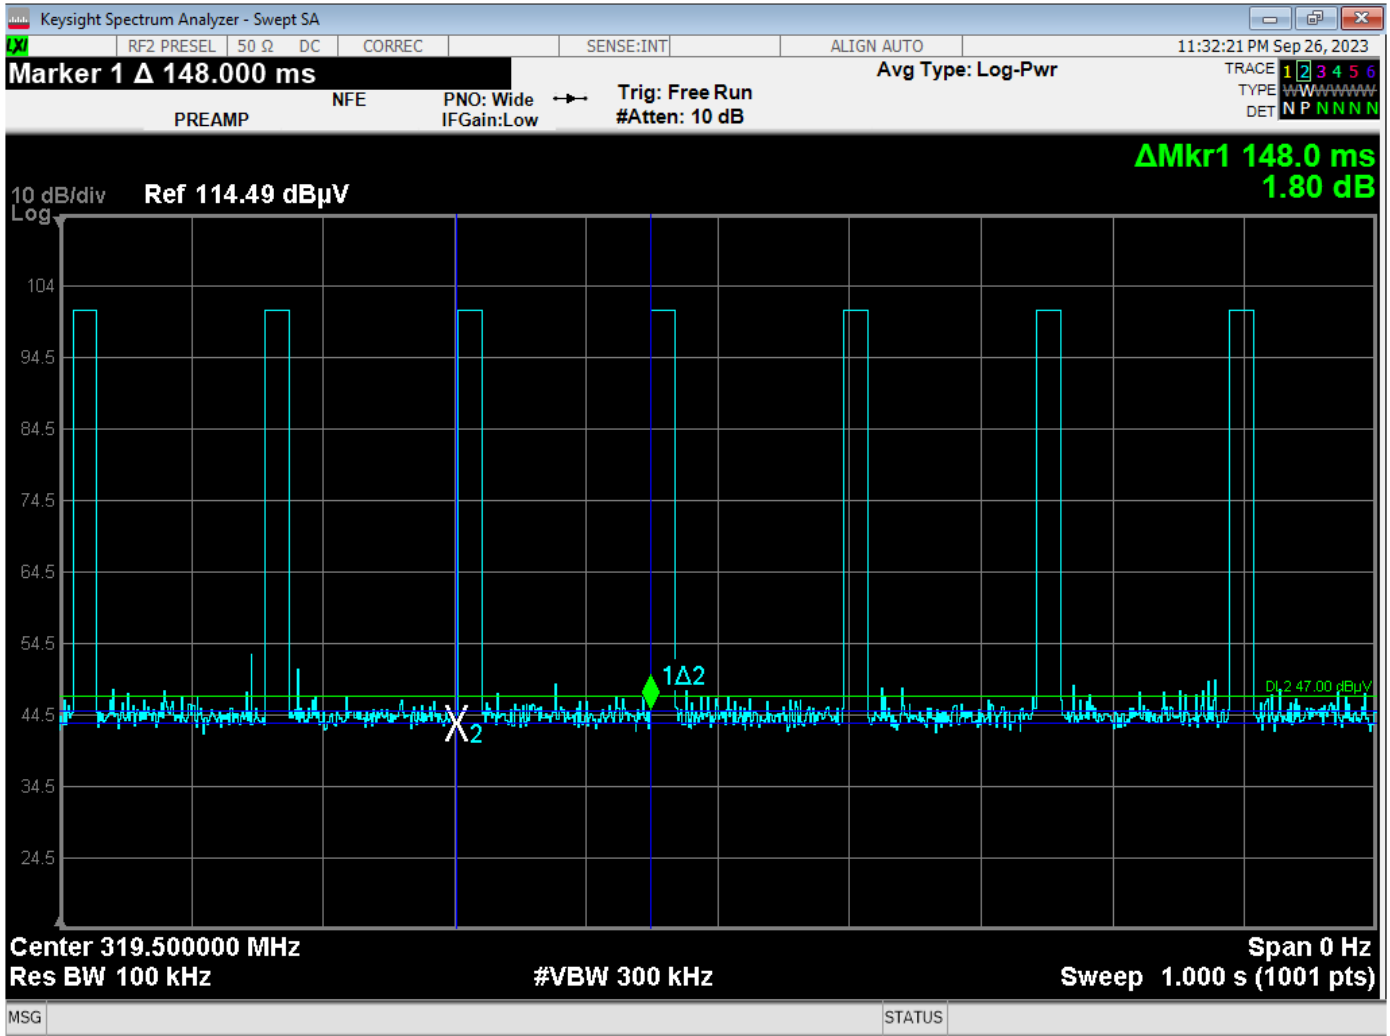 Keysight Spectrum Analyzer - Swept SA
LXI RF2 PRESEL 50 Ω DC CORREC SENSE:INT ALIGN AUTO 11:32:21 PM Sep 26, 2023
Marker 1 Δ 148.000 ms Avg Type: Log-Pwr TRACE 1 2 3 4 5 6
NFE PNO: Wide Trig: Free Run TYPE WWWWWW
PREAMP IFGain:Low #Atten: 10 dB DET N P N N N N
ΔMkr1 148.0 ms
10 dB/div Ref 114.49 dBµV 1.80 dB
Log
104
94.5
84.5
74.5
64.5
54.5
1Δ2
DL2 47.00 dBµV
44.5
2
34.5
24.5
Center 319.500000 MHz Span 0 Hz
Res BW 100 kHz #VBW 300 kHz Sweep 1.000 s (1001 pts)
MSG STATUS